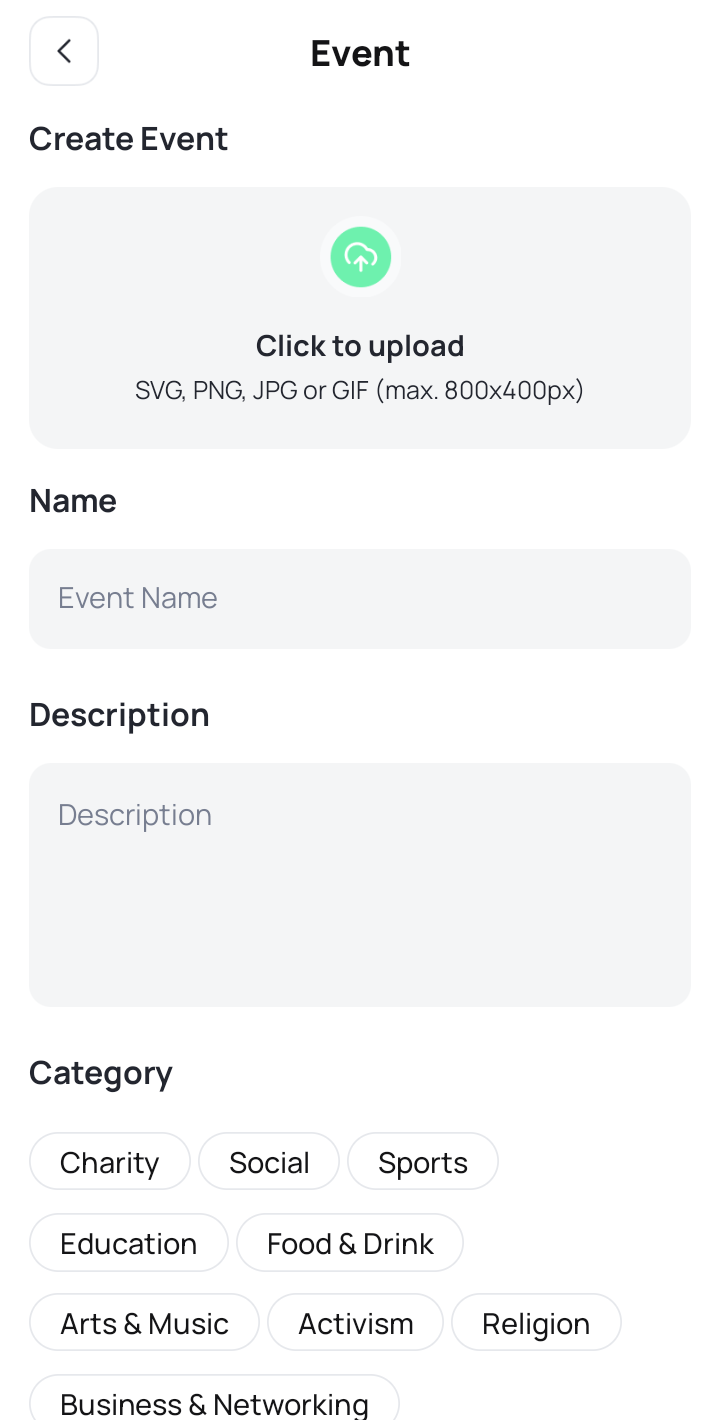 Event
Create Event
Click to upload
SVG, PNG, JPG or GIF (max. 800x400px)
Name
Event Name
Description
Description
Category
Charity Social Sports
Education Food & Drink
Arts & Music Activism Religion
Business & Networking